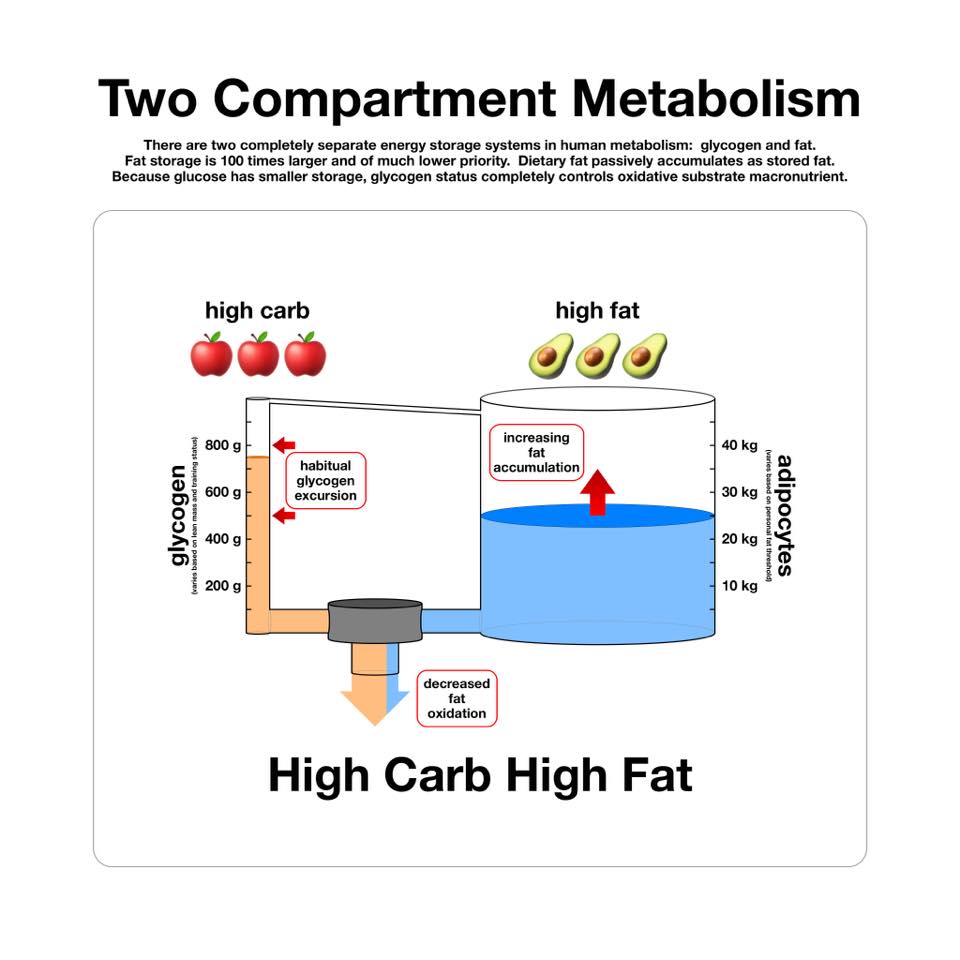 Two Compartment Metabolism
There are two completely separate energy storage systems in human metabolism:  glycogen and fat.
Fat storage is 100 times larger and of much lower priority.  Dietary fat passively accumulates as stored fat.
Because glucose has smaller storage, glycogen status completely controls oxidative substrate macronutrient.
high carb
high fat
glycogen
(varies based on lean mass and training status)
800 g
600 g
400 g
200 g
habitual
glycogen
excursion
increasing
fat
accumulation
40 kg
30 kg
20 kg
10 kg
adipocytes
(varies based on personal fat threshold)
decreased
fat
oxidation
High Carb High Fat